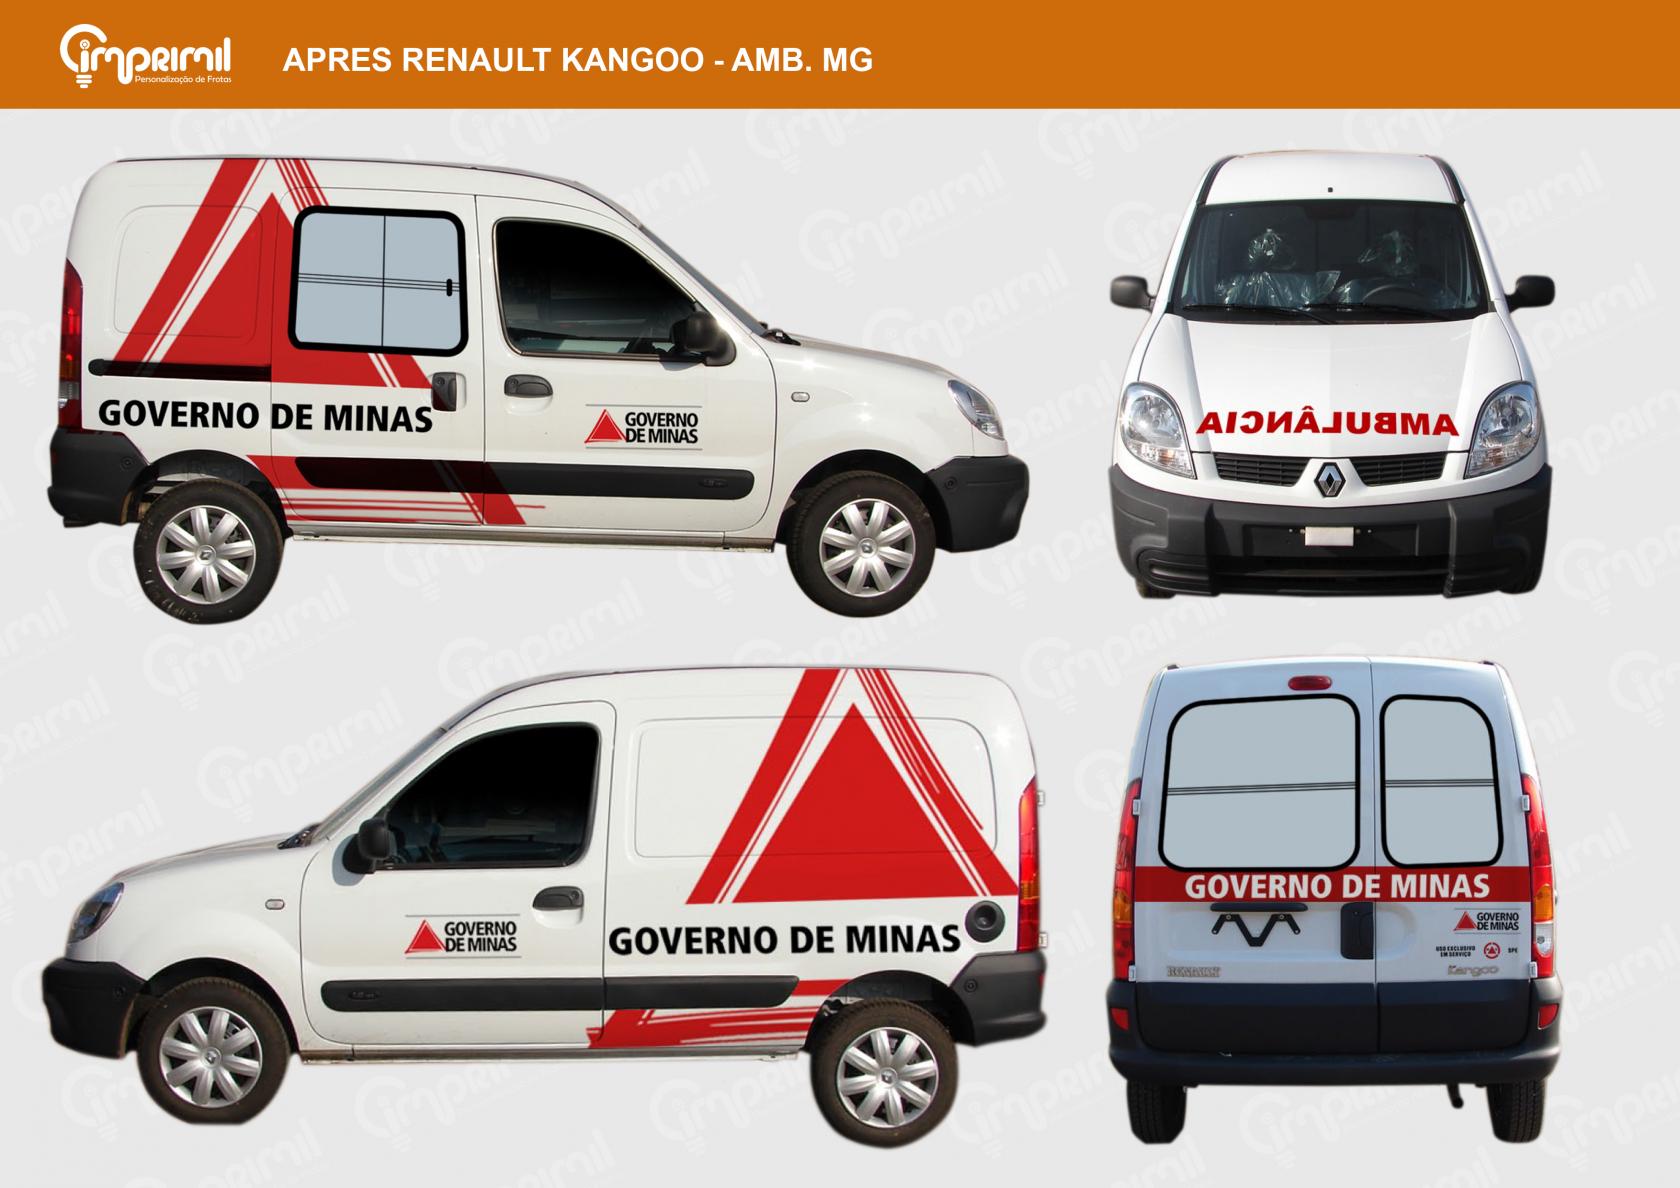 imprimil
Personalização de Frotas
APRES RENAULT KANGOO - AMB. MG
GOVERNO DE MINAS
GOVERNO
DE MINAS
AMBULÂNCIA
GOVERNO
DE MINAS
GOVERNO DE MINAS
GOVERNO DE MINAS
GOVERNO
DE MINAS
USO EXCLUSIVO
EM SERVIÇO
SPE
RENAULT
Kangoo